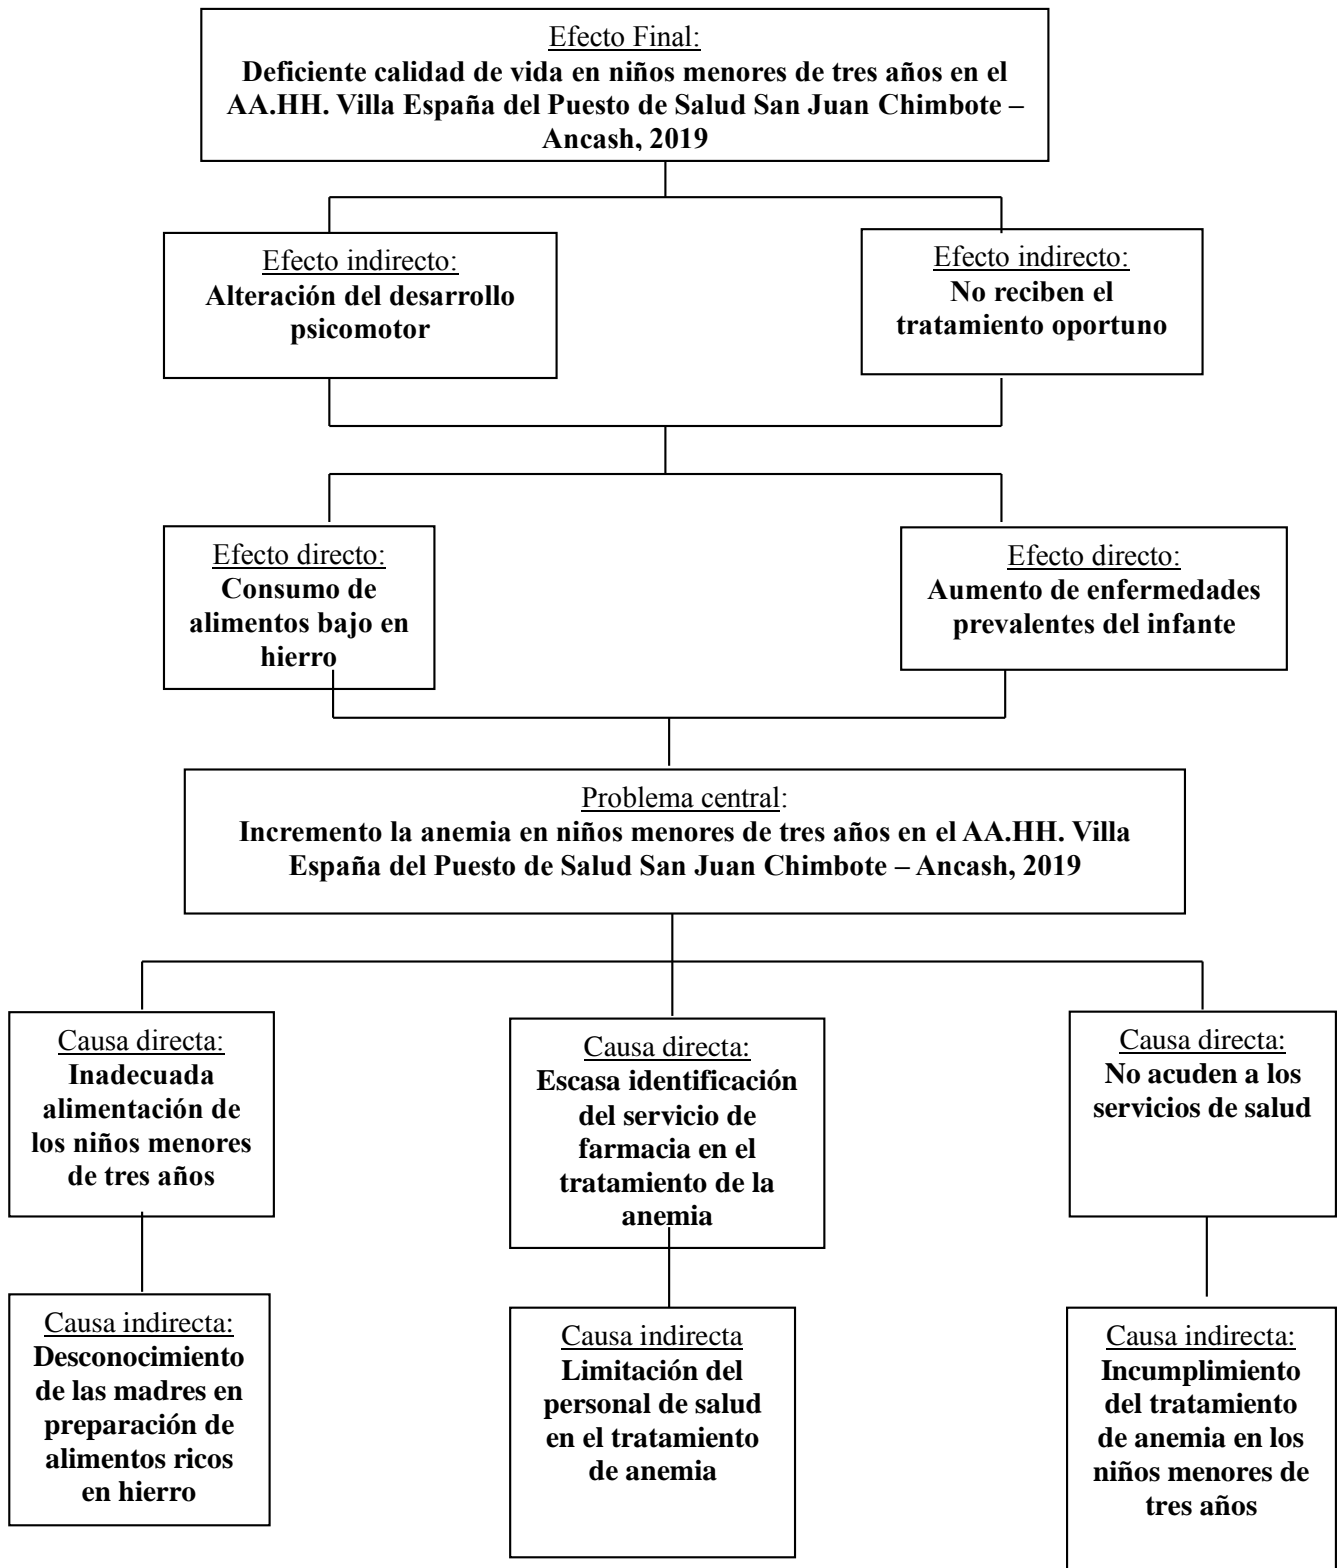 Efecto Final:
Deficiente calidad de vida en niños menores de tres años en el
AA.HH. Villa España del Puesto de Salud San Juan Chimbote –
Ancash, 2019
Efecto indirecto:
Alteración del desarrollo
psicomotor
Efecto indirecto:
No reciben el
tratamiento oportuno
Efecto directo:
Consumo de
alimentos bajo en
hierro
Efecto directo:
Aumento de enfermedades
prevalentes del infante
Problema central:
Incremento la anemia en niños menores de tres años en el AA.HH. Villa
España del Puesto de Salud San Juan Chimbote – Ancash, 2019
Causa directa:
Inadecuada
alimentación de
los niños menores
de tres años
Causa directa:
Escasa identificación
del servicio de
farmacia en el
tratamiento de la
anemia
Causa directa:
No acuden a los
servicios de salud
Causa indirecta:
Desconocimiento
de las madres en
preparación de
alimentos ricos
en hierro
Causa indirecta
Limitación del
personal de salud
en el tratamiento
de anemia
Causa indirecta:
Incumplimiento
del tratamiento
de anemia en los
niños menores de
tres años